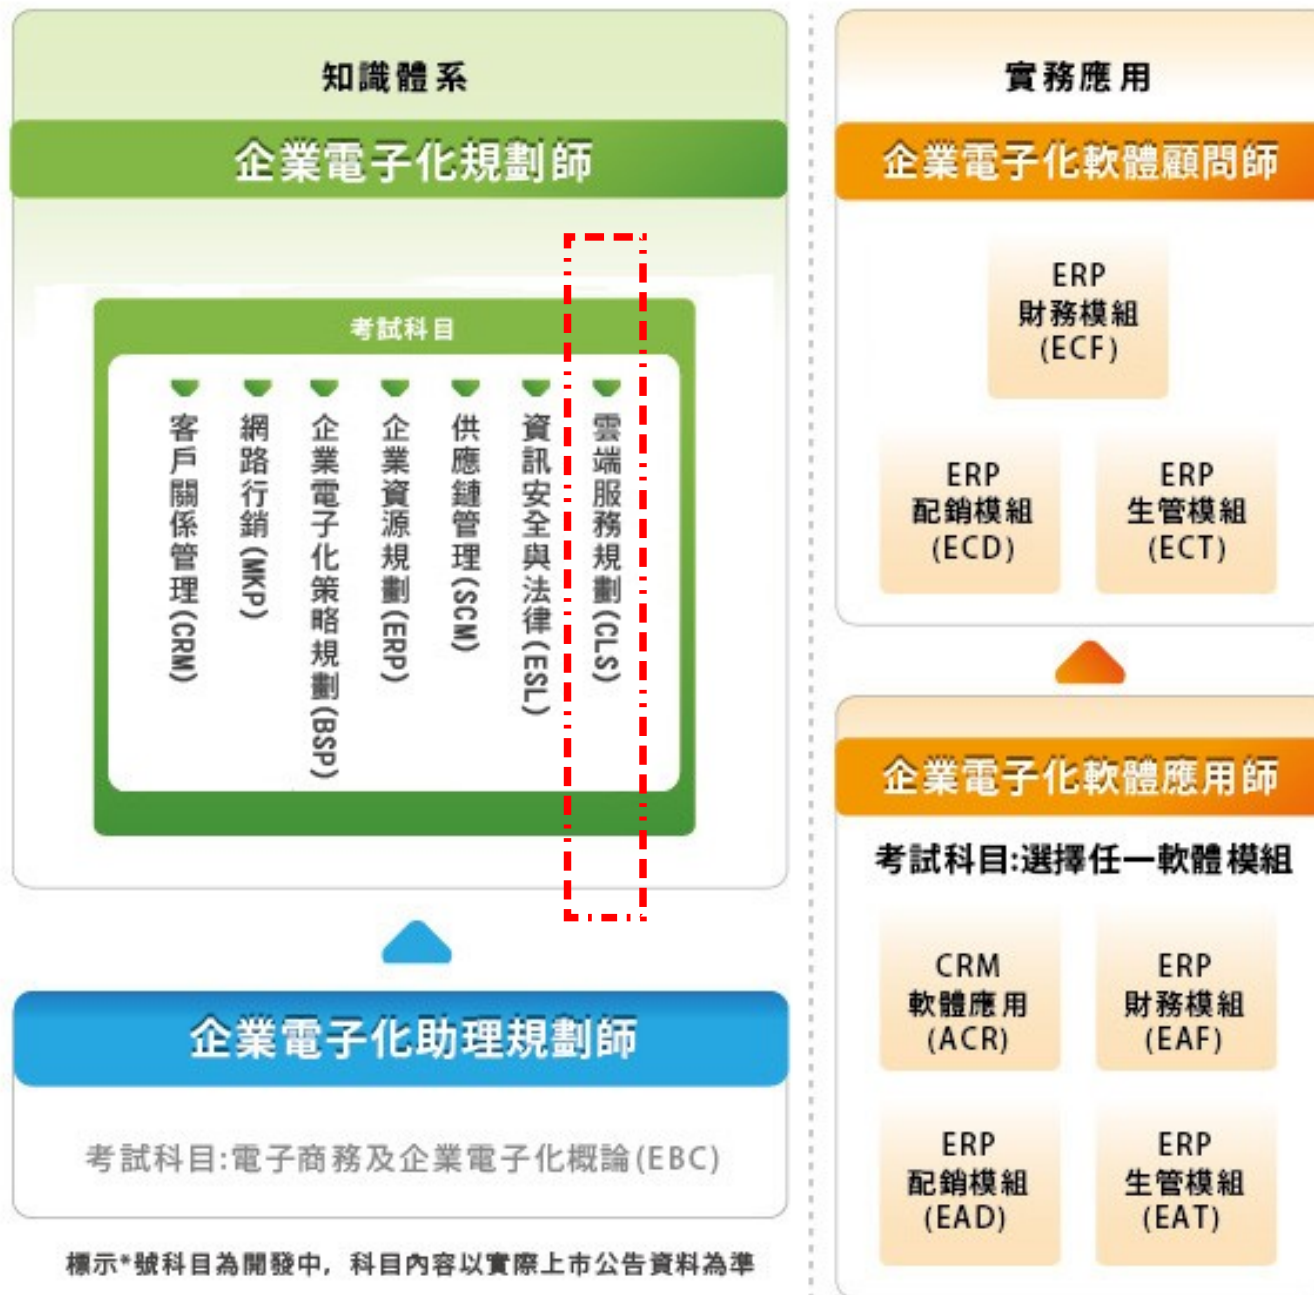 知識體系
企業電子化規劃師
考試科目
客戶關係管理(CRM)
網路行銷(MKP)
企業電子化策略規劃(BSP)
企業資源規劃(ERP)
供應鏈管理(SCM)
資訊安全與法律(ESL)
雲端服務規劃(CLS)
企業電子化助理規劃師
考試科目:電子商務及企業電子化概論(EBC)
標示*號科目為開發中, 科目內容以實際上市公告資料為準
實務應用
企業電子化軟體顧問師
ERP
財務模組
(ECF)
ERP
配銷模組
(ECD)
ERP
生管模組
(ECT)
企業電子化軟體應用師
考試科目:選擇任一軟體模組
CRM
軟體應用
(ACR)
ERP
財務模組
(EAF)
ERP
配銷模組
(EAD)
ERP
生管模組
(EAT)